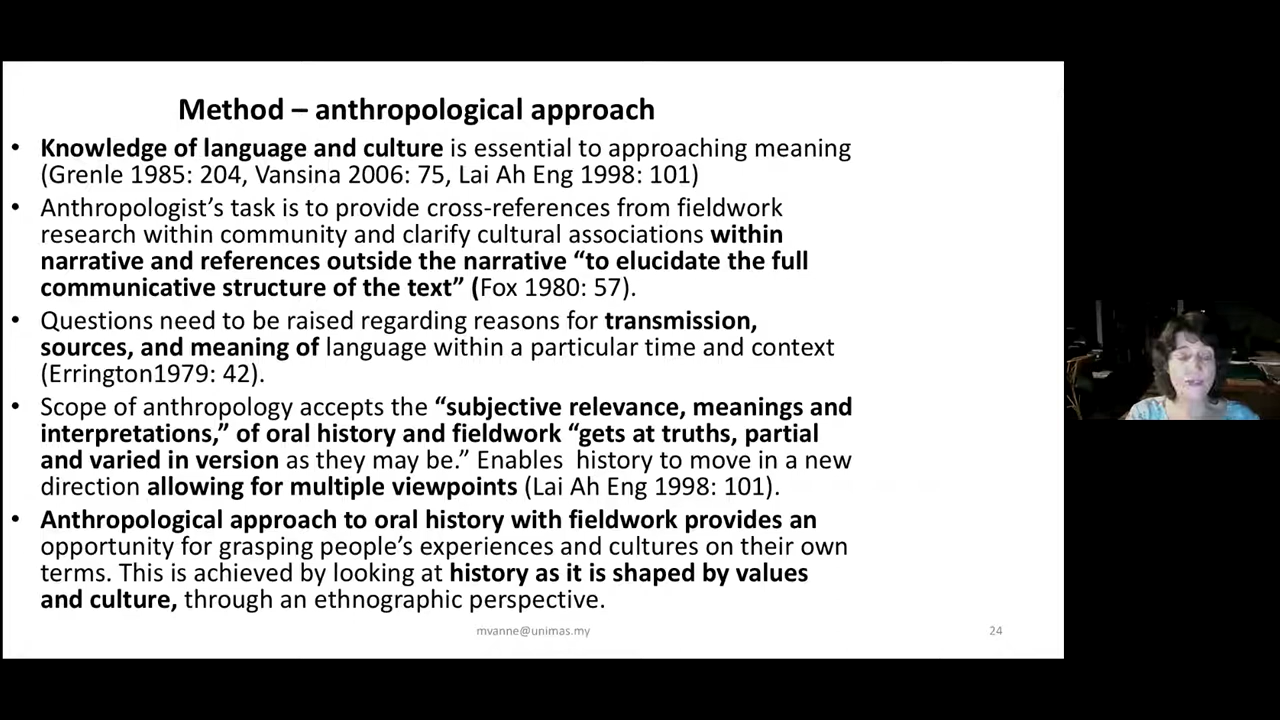 Method – anthropological approach
• Knowledge of language and culture is essential to approaching meaning
(Grenle 1985: 204, Vansina 2006: 75, Lai Ah Eng 1998: 101)
• Anthropologist’s task is to provide cross-references from fieldwork
research within community and clarify cultural associations within
narrative and references outside the narrative “to elucidate the full
communicative structure of the text” (Fox 1980: 57).
• Questions need to be raised regarding reasons for transmission,
sources, and meaning of language within a particular time and context
(Errington1979: 42).
• Scope of anthropology accepts the “subjective relevance, meanings and
interpretations,” of oral history and fieldwork “gets at truths, partial
and varied in version as they may be.” Enables history to move in a new
direction allowing for multiple viewpoints (Lai Ah Eng 1998: 101).
• Anthropological approach to oral history with fieldwork provides an
opportunity for grasping people’s experiences and cultures on their own
terms. This is achieved by looking at history as it is shaped by values
and culture, through an ethnographic perspective.
mvanne@unimas.my 24